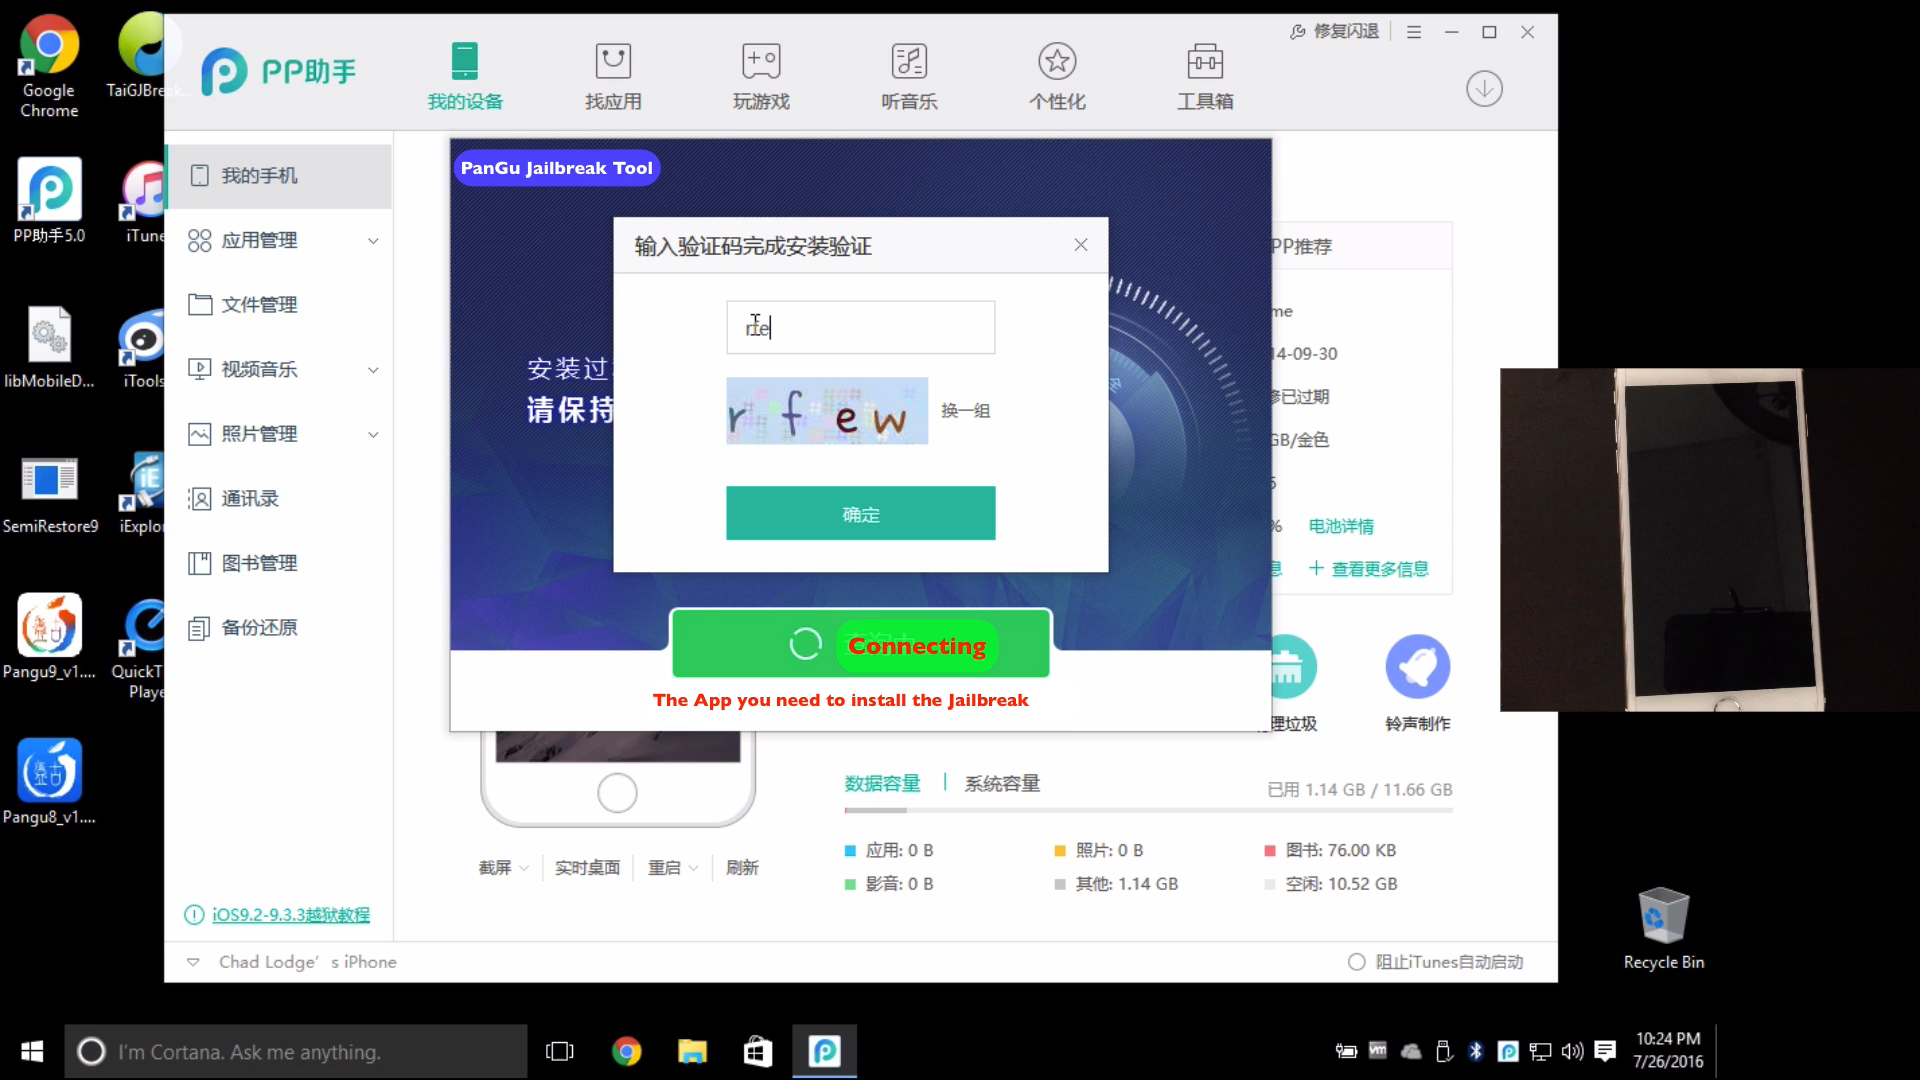 Google
Chrome
TaiGJBre...
PP助手5.0
iTune
libMobileD...
iTools
SemiRestore9
iExplor
Pangu9_v1....
QuickT
Playe
Pangu8_v1....
PP助手
我的设备
找应用
玩游戏
听音乐
个性化
工具箱
修复闪退
我的手机
应用管理
文件管理
视频音乐
照片管理
通讯录
图书管理
备份还原
iOS9.2-9.3.3越狱教程
Chad Lodge’s iPhone
阻止iTunes自动启动
PanGu Jailbreak Tool
输入验证码完成安装验证
r f e w
换一组
确定
安装过
请保持
Connecting
The App you need to install the Jailbreak
PP推荐
me
14-09-30
修已过期
GB/金色
%
电池详情
息
+ 查看更多信息
理垃圾
铃声制作
数据容量
系统容量
已用 1.14 GB / 11.66 GB
应用: 0 B
照片: 0 B
图书: 76.00 KB
影音: 0 B
其他: 1.14 GB
空闲: 10.52 GB
截屏
实时桌面
重启
刷新
Recycle Bin
I’m Cortana. Ask me anything.
10:24 PM
7/26/2016